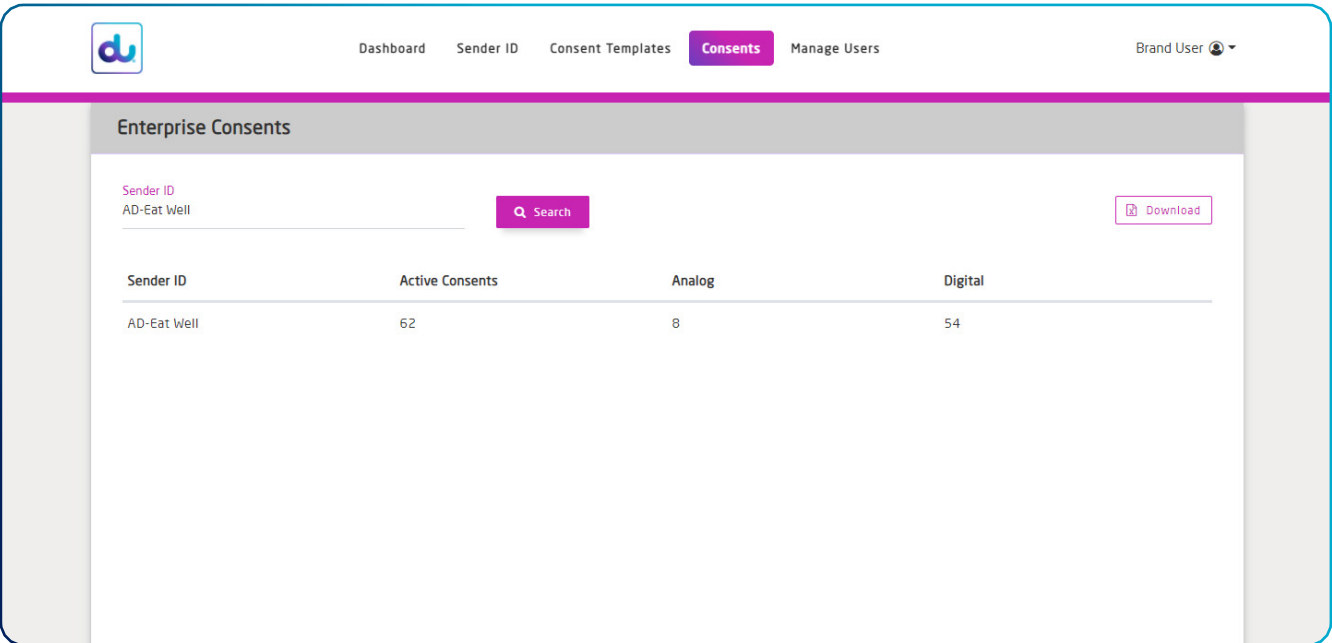 du
Dashboard Sender ID Consent Templates Consents Manage Users Brand User
Enterprise Consents
Sender ID
AD-Eat Well
Search
Download
Sender ID Active Consents Analog Digital
AD-Eat Well 62 8 54